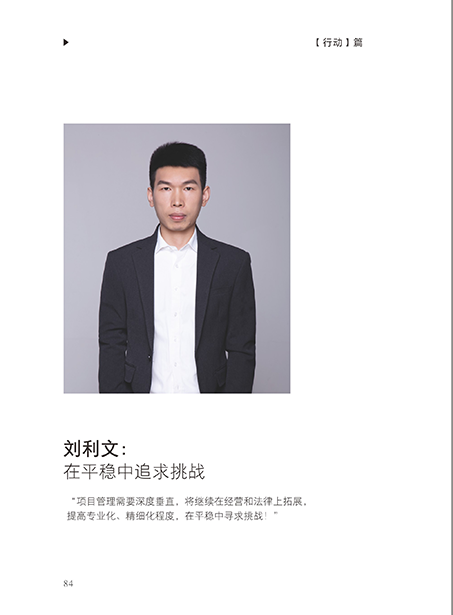 【行动】篇
刘利文：
在平稳中追求挑战
“项目管理需要深度垂直，将继续在经营和法律上拓展，
提高专业化、精细化程度，在平稳中寻求挑战！”
84